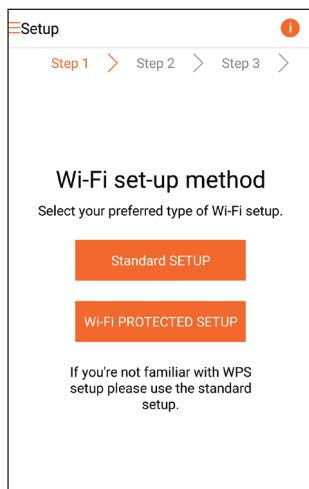 Setup
i
Step 1 Step 2 Step 3
Wi-Fi set-up method
Select your preferred type of Wi-Fi setup.
Standard SETUP
Wi-Fi PROTECTED SETUP
If you're not familiar with WPS
setup please use the standard
setup.